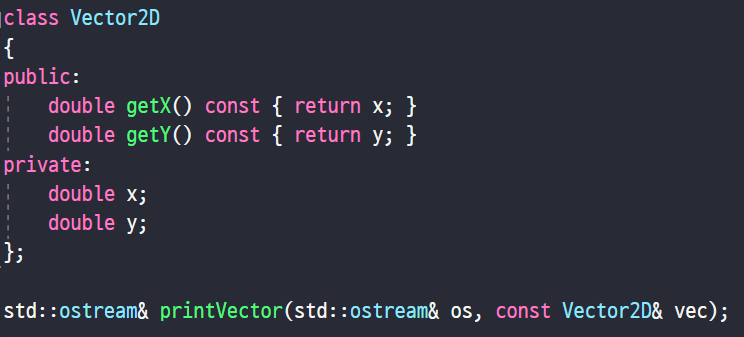 class Vector2D
{
public:
    double getX() const { return x; }
    double getY() const { return y; }
private:
    double x;
    double y;
};

std::ostream& printVector(std::ostream& os, const Vector2D& vec);